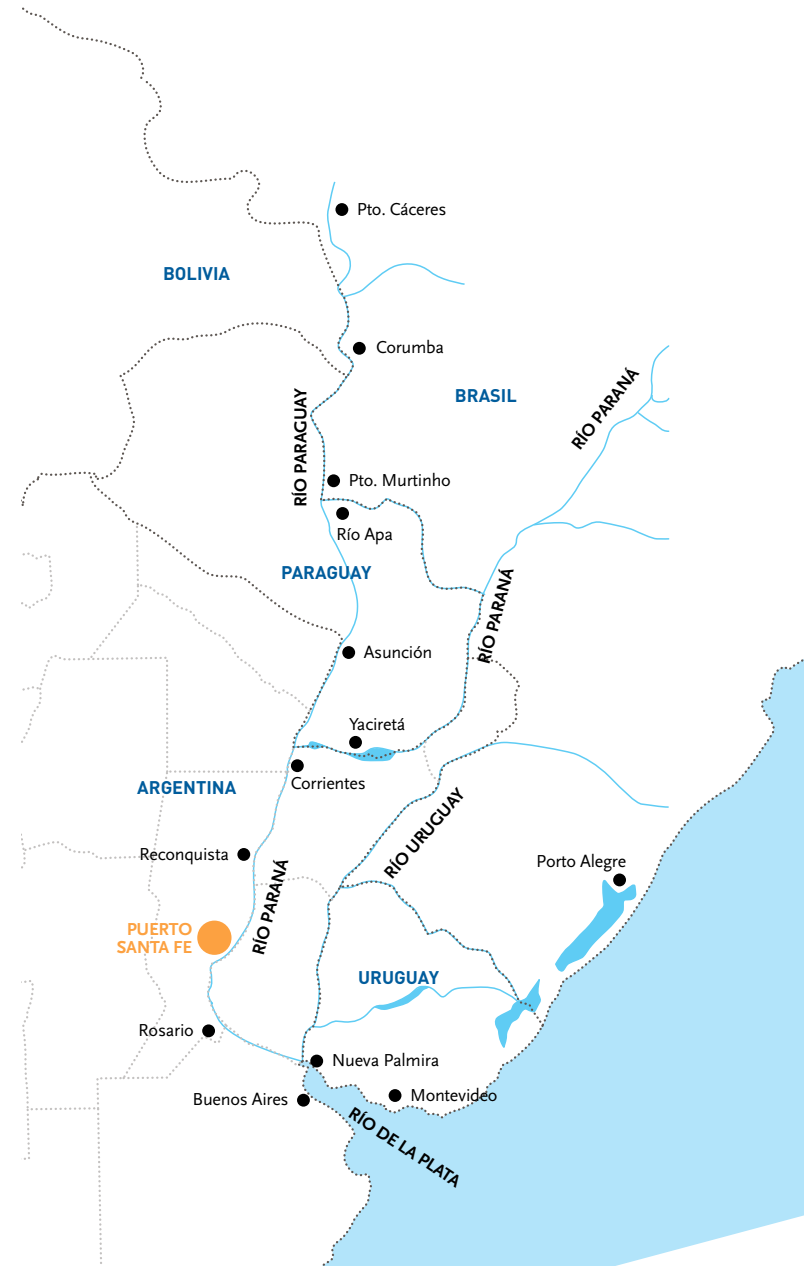 Pto. Cáceres
BOLIVIA
Corumba
BRASIL
RÍO PARANÁ
RÍO PARAGUAY
Pto. Murtinho
Río Apa
PARAGUAY
RÍO PARANÁ
Asunción
Yaciretá
Corrientes
ARGENTINA
RÍO URUGUAY
Reconquista
Porto Alegre
RÍO PARANÁ
PUERTO
SANTA FE
URUGUAY
Rosario
Nueva Palmira
Buenos Aires
Montevideo
RÍO DE LA PLATA